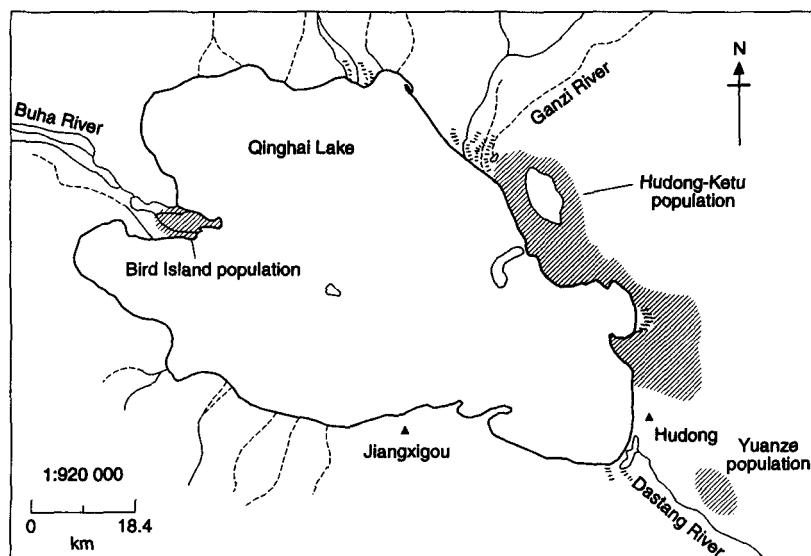 N
Ganzi River
Buha River
Qinghai Lake
Hudong-Ketu
population
Bird Island population
Hudong
Jiangxigou
Yuanze
population
1:920 000
Dastang River
0 18.4
km